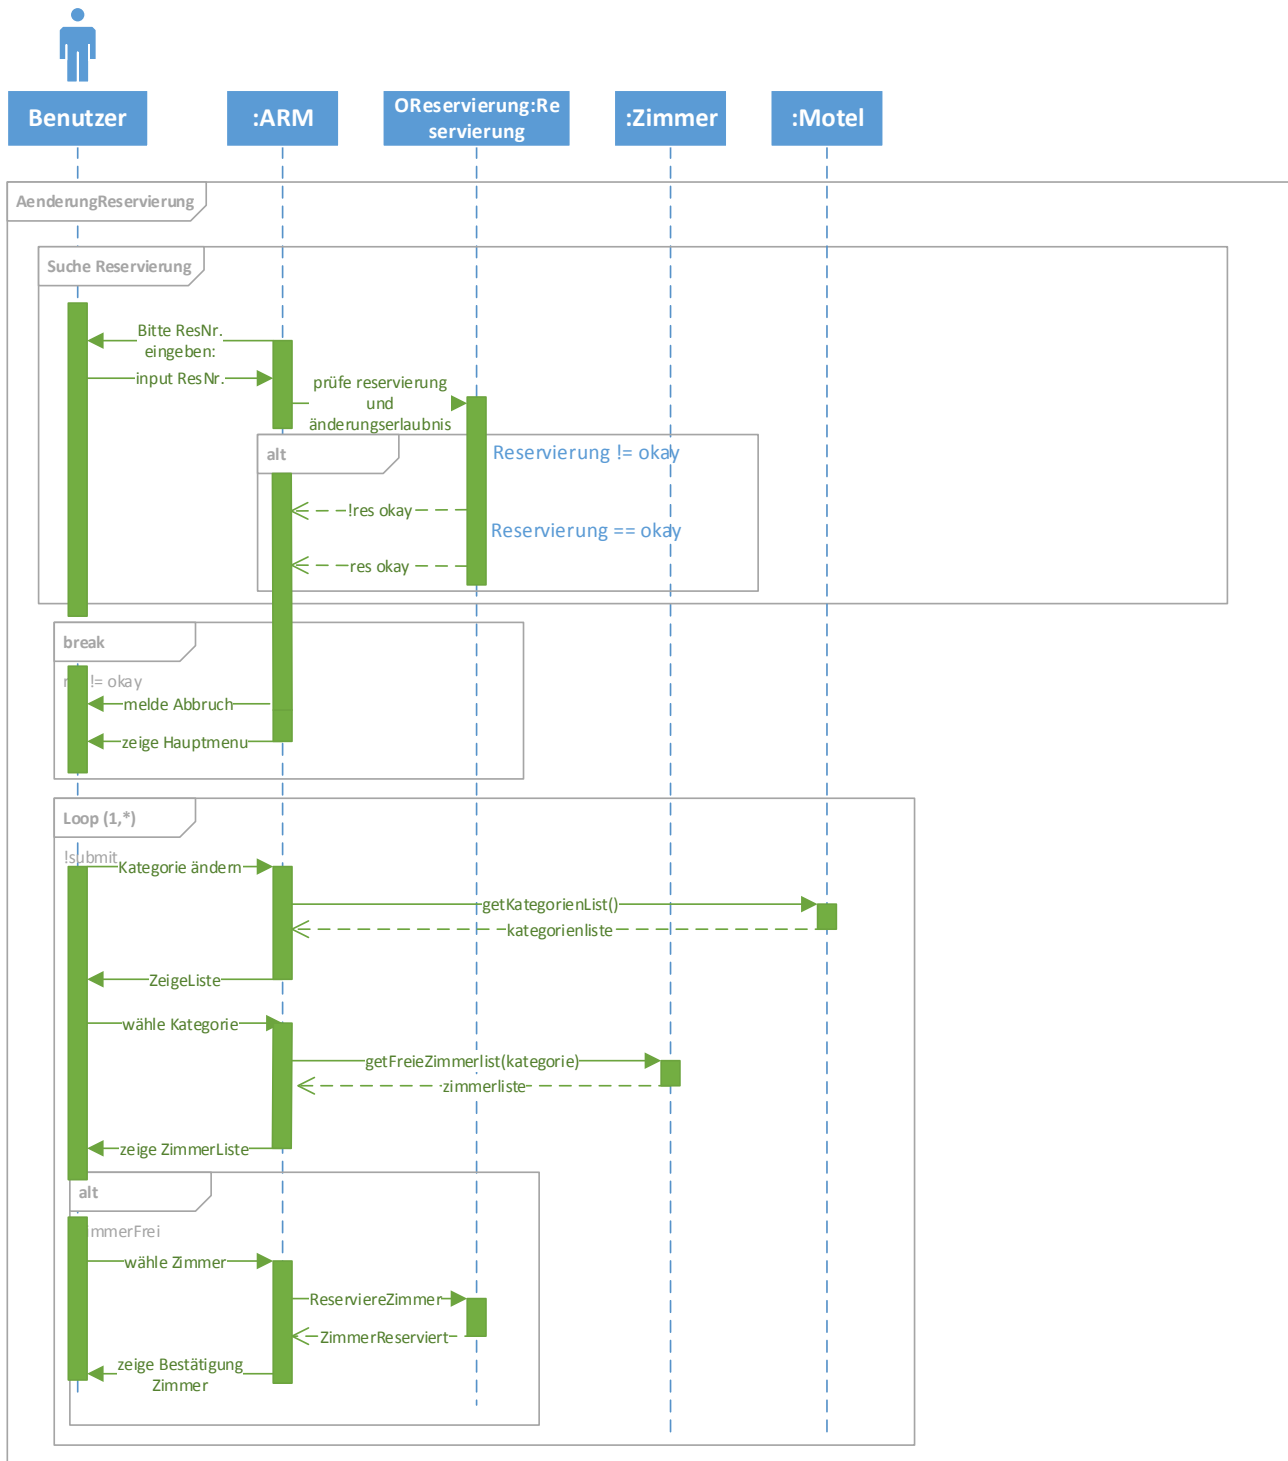 Benutzer
:ARM
OReservierung:Re
servierung
:Zimmer
:Motel
AenderungReservierung
Suche Reservierung
Bitte ResNr.
eingeben:
input ResNr.
prüfe reservierung
und
änderungserlaubnis
alt
Reservierung != okay
!res okay
Reservierung == okay
res okay
break
!= okay
melde Abbruch
zeige Hauptmenu
Loop (1,*)
!submit
Kategorie ändern
getKategorienList()
kategorienliste
ZeigeListe
wähle Kategorie
getFreieZimmerlist(kategorie)
zimmerliste
zeige ZimmerListe
alt
mmerFrei
wähle Zimmer
ReserviereZimmer
ZimmerReserviert
zeige Bestätigung
Zimmer